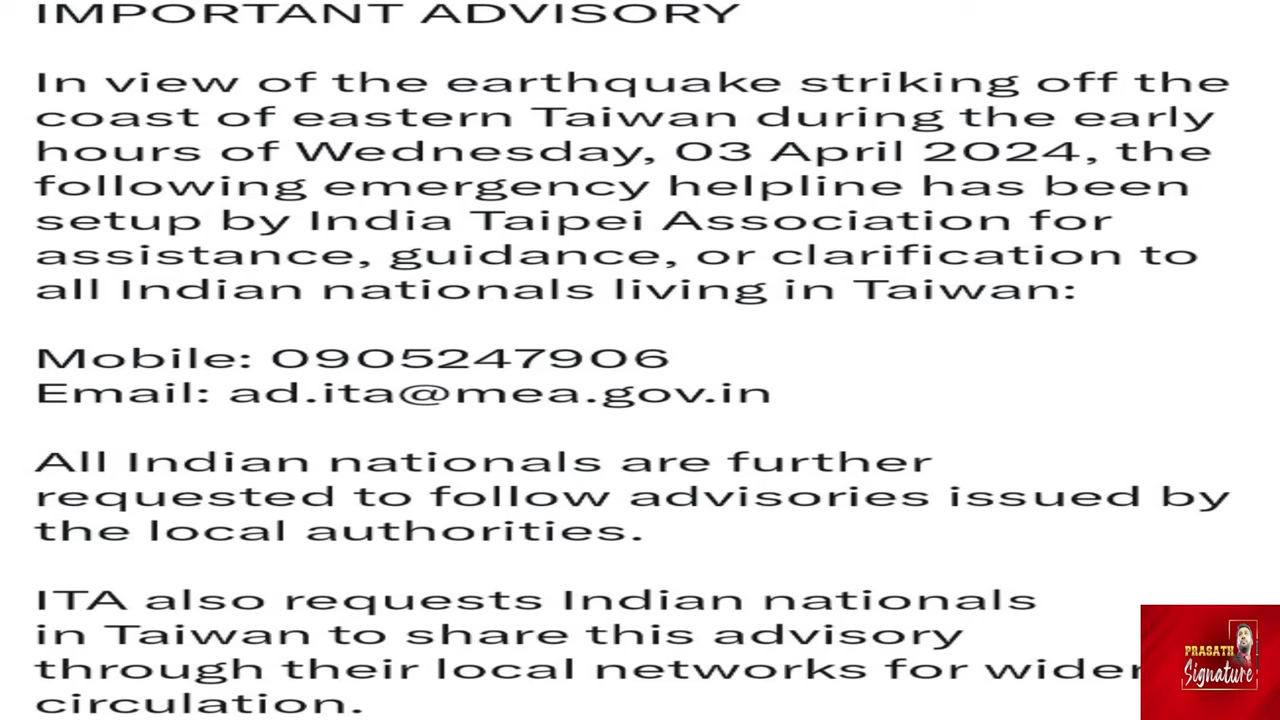 IMPORTANT ADVISORY
In view of the earthquake striking off the
coast of eastern Taiwan during the early
hours of Wednesday, 03 April 2024, the
following emergency helpline has been
setup by India Taipei Association for
assistance, guidance, or clarification to
all Indian nationals living in Taiwan:
Mobile: 0905247906
Email: ad.ita@mea.gov.in
All Indian nationals are further
requested to follow advisories issued by
the local authorities.
ITA also requests Indian nationals
in Taiwan to share this advisory
through their local networks for wider
circulation.
PRASATH
Signature